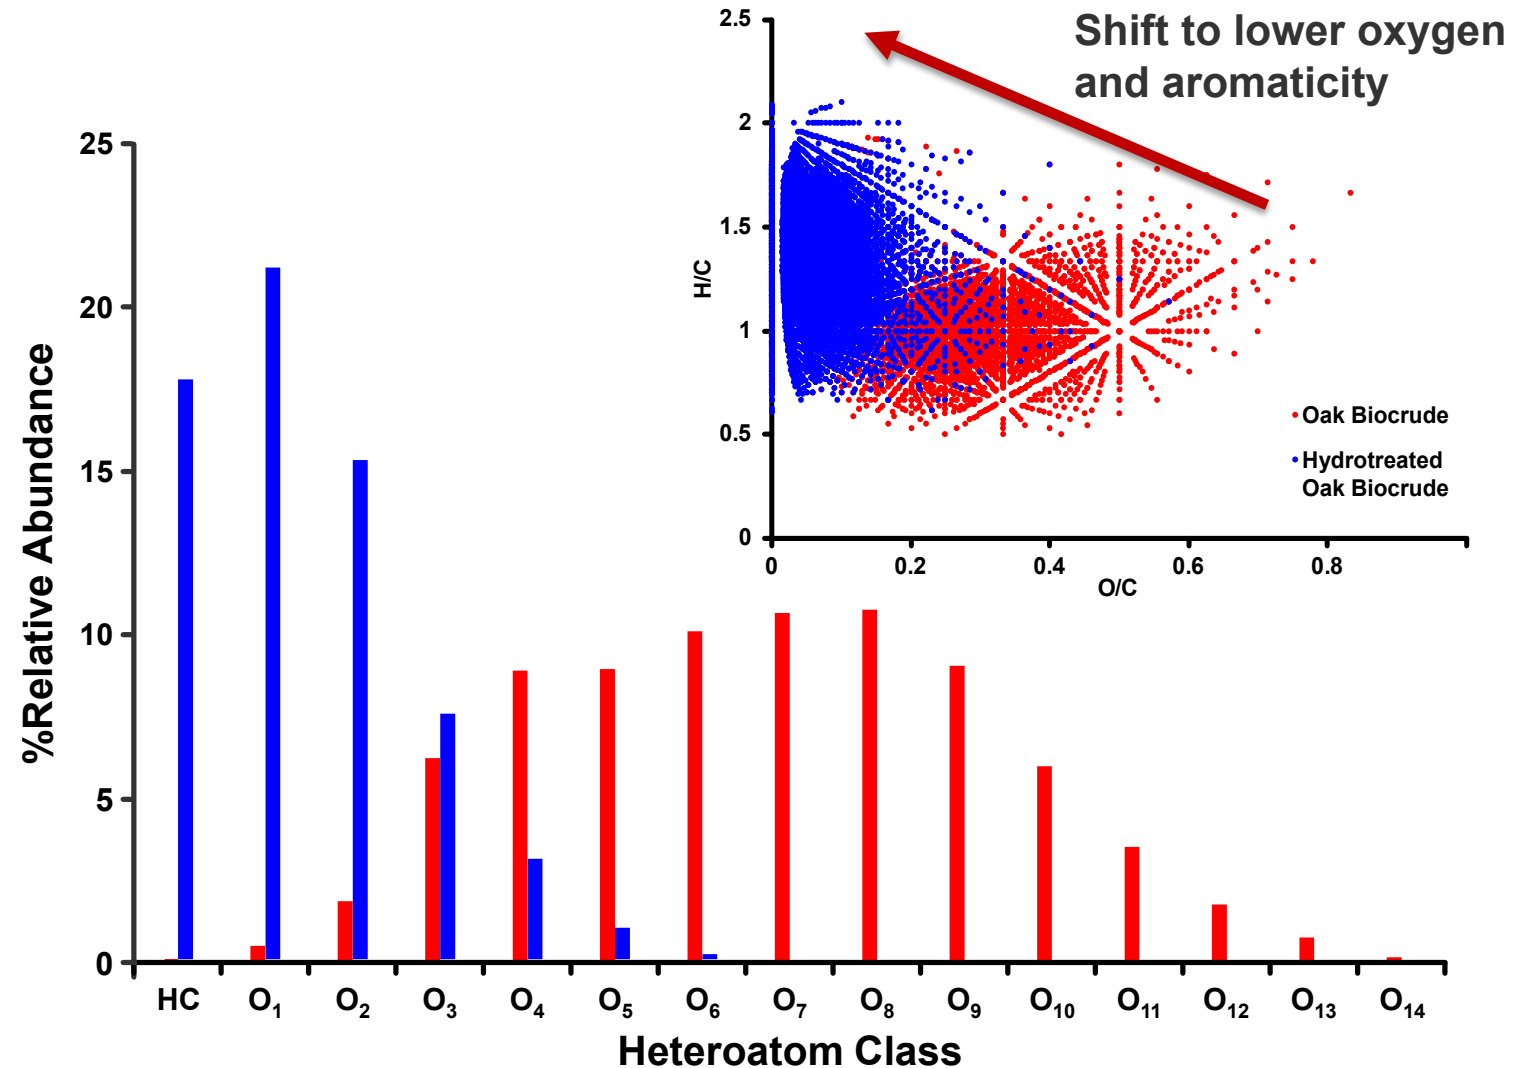 Shift to lower oxygen
and aromaticity
2.5
2
1.5
1
0.5
0
H/C
0
0.2
0.4
0.6
0.8
O/C
Oak Biocrude
Hydrotreated
Oak Biocrude
25
20
15
10
5
0
%Relative Abundance
HC
O₁
O₂
O₃
O₄
O₅
O₆
O₇
O₈
O₉
O₁₀
O₁₁
O₁₂
O₁₃
O₁₄
Heteroatom Class